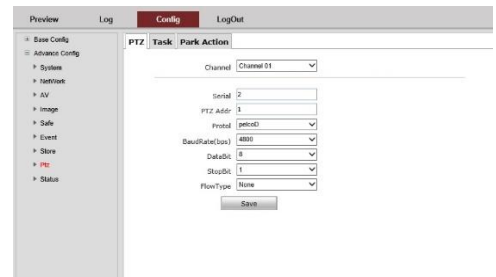 Preview Log Config LogOut
Base Config
Advance Config
System
NetWork
AV
Image
Safe
Event
Store
Ptz
Status
PTZ Task Park Action
Channel Channel 01
Serial 2
PTZ Addr 1
Protol pelcoD
BaudRate(bps) 4800
DataBit 8
StopBit 1
FlowType None
Save